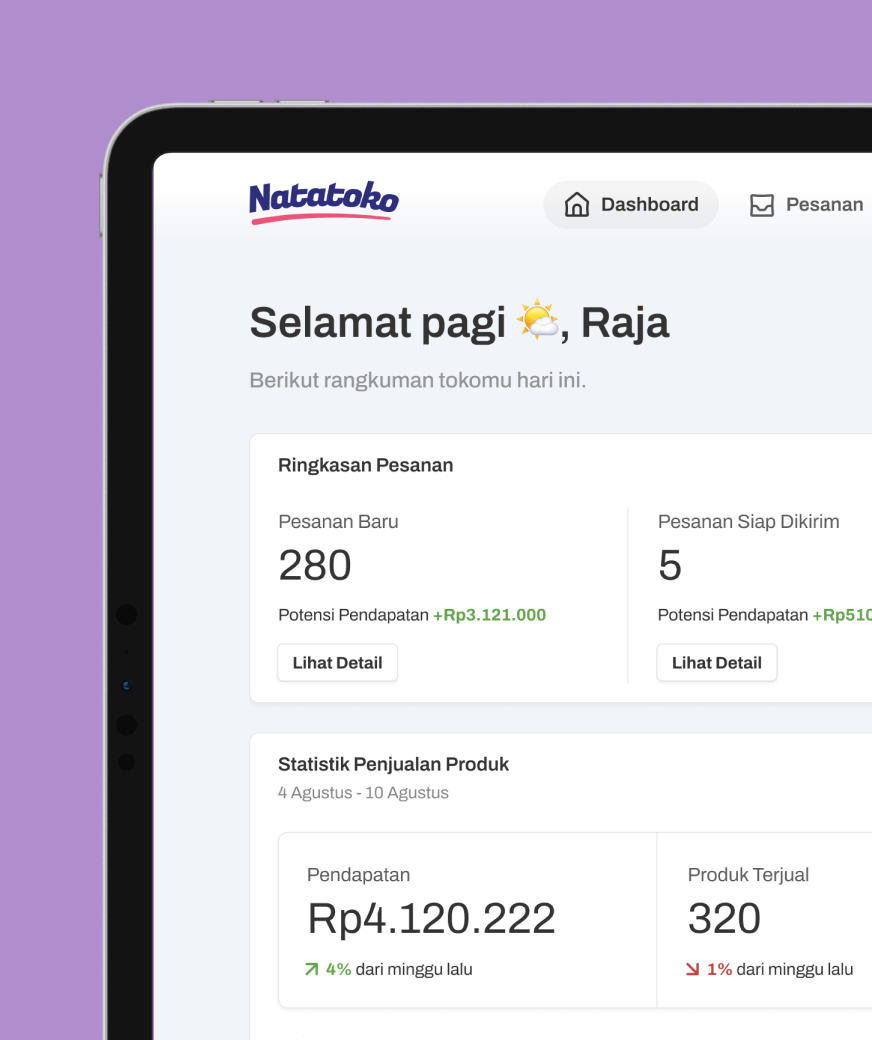 Natatoko
Dashboard
Pesanan
Selamat pagi 🌤️, Raja
Berikut rangkuman tokomu hari ini.
Ringkasan Pesanan
Pesanan Baru
280
Potensi Pendapatan +Rp3.121.000
Lihat Detail
Pesanan Siap Dikirim
5
Potensi Pendapatan +Rp510
Lihat Detail
Statistik Penjualan Produk
4 Agustus - 10 Agustus
Pendapatan
Rp4.120.222
4% dari minggu lalu
Produk Terjual
320
1% dari minggu lalu